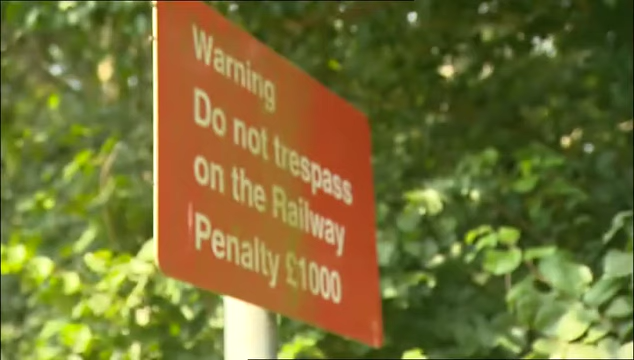 Warning
Do not trespass
on the Railway
Penalty £1000